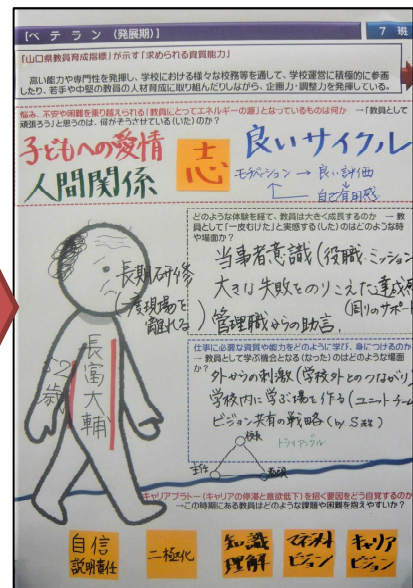 [ベテラン(発展期)]
7 班
「山口県教員育成指標」が示す「求められる資質能力」
高い能力や専門性を発揮し、学校における様々な校務等を通して、学校運営に積極的に参画
したり、若手や中堅の教員の人材育成に取り組んだりしながら、企画力・調整力を発揮している。
悩み、不安や困難を乗り越えられる「教員にとってエネルギーの源」となっているものは何か →「教員として
頑張ろう」と思うのは、何がそうさせている(いた)のか?
子どもへの愛情
人間関係
志
良いサイクル
モチベーション → 良い評価
自己有用感
どのような体験を経て、教員は大きく成長するのか → 教
員として「一皮むけた」と実感する(した)のはどのような時
や場面か?
当事者意識(役職・ミッション
大きな失敗をのりこえた達成感
(周りのサポート
管理職からの助言
長期研修
一度現場を
離れる
長富大輔
52歳
仕事に必要な資質や能力をどのように学び、身につけるのか
→ 教員として学ぶ機会となる(なった)のはどのような場面
か?
外からの刺激(学校外とのつながり)
学校内に学ぶ場を作る(ユニットチーム
ビジョン共有の戦略(by S教)
校長
トライアングル
主任
教頭
キャリアプラトー(キャリアの停滞と意欲低下)を招く要因をどう自覚するのか
→この時期にある教員はどのような課題や困難を抱えやすいか?
自信
説明責任
二極化
知識
理解
マネジメント
ビジョン
キャリア
ビジョン